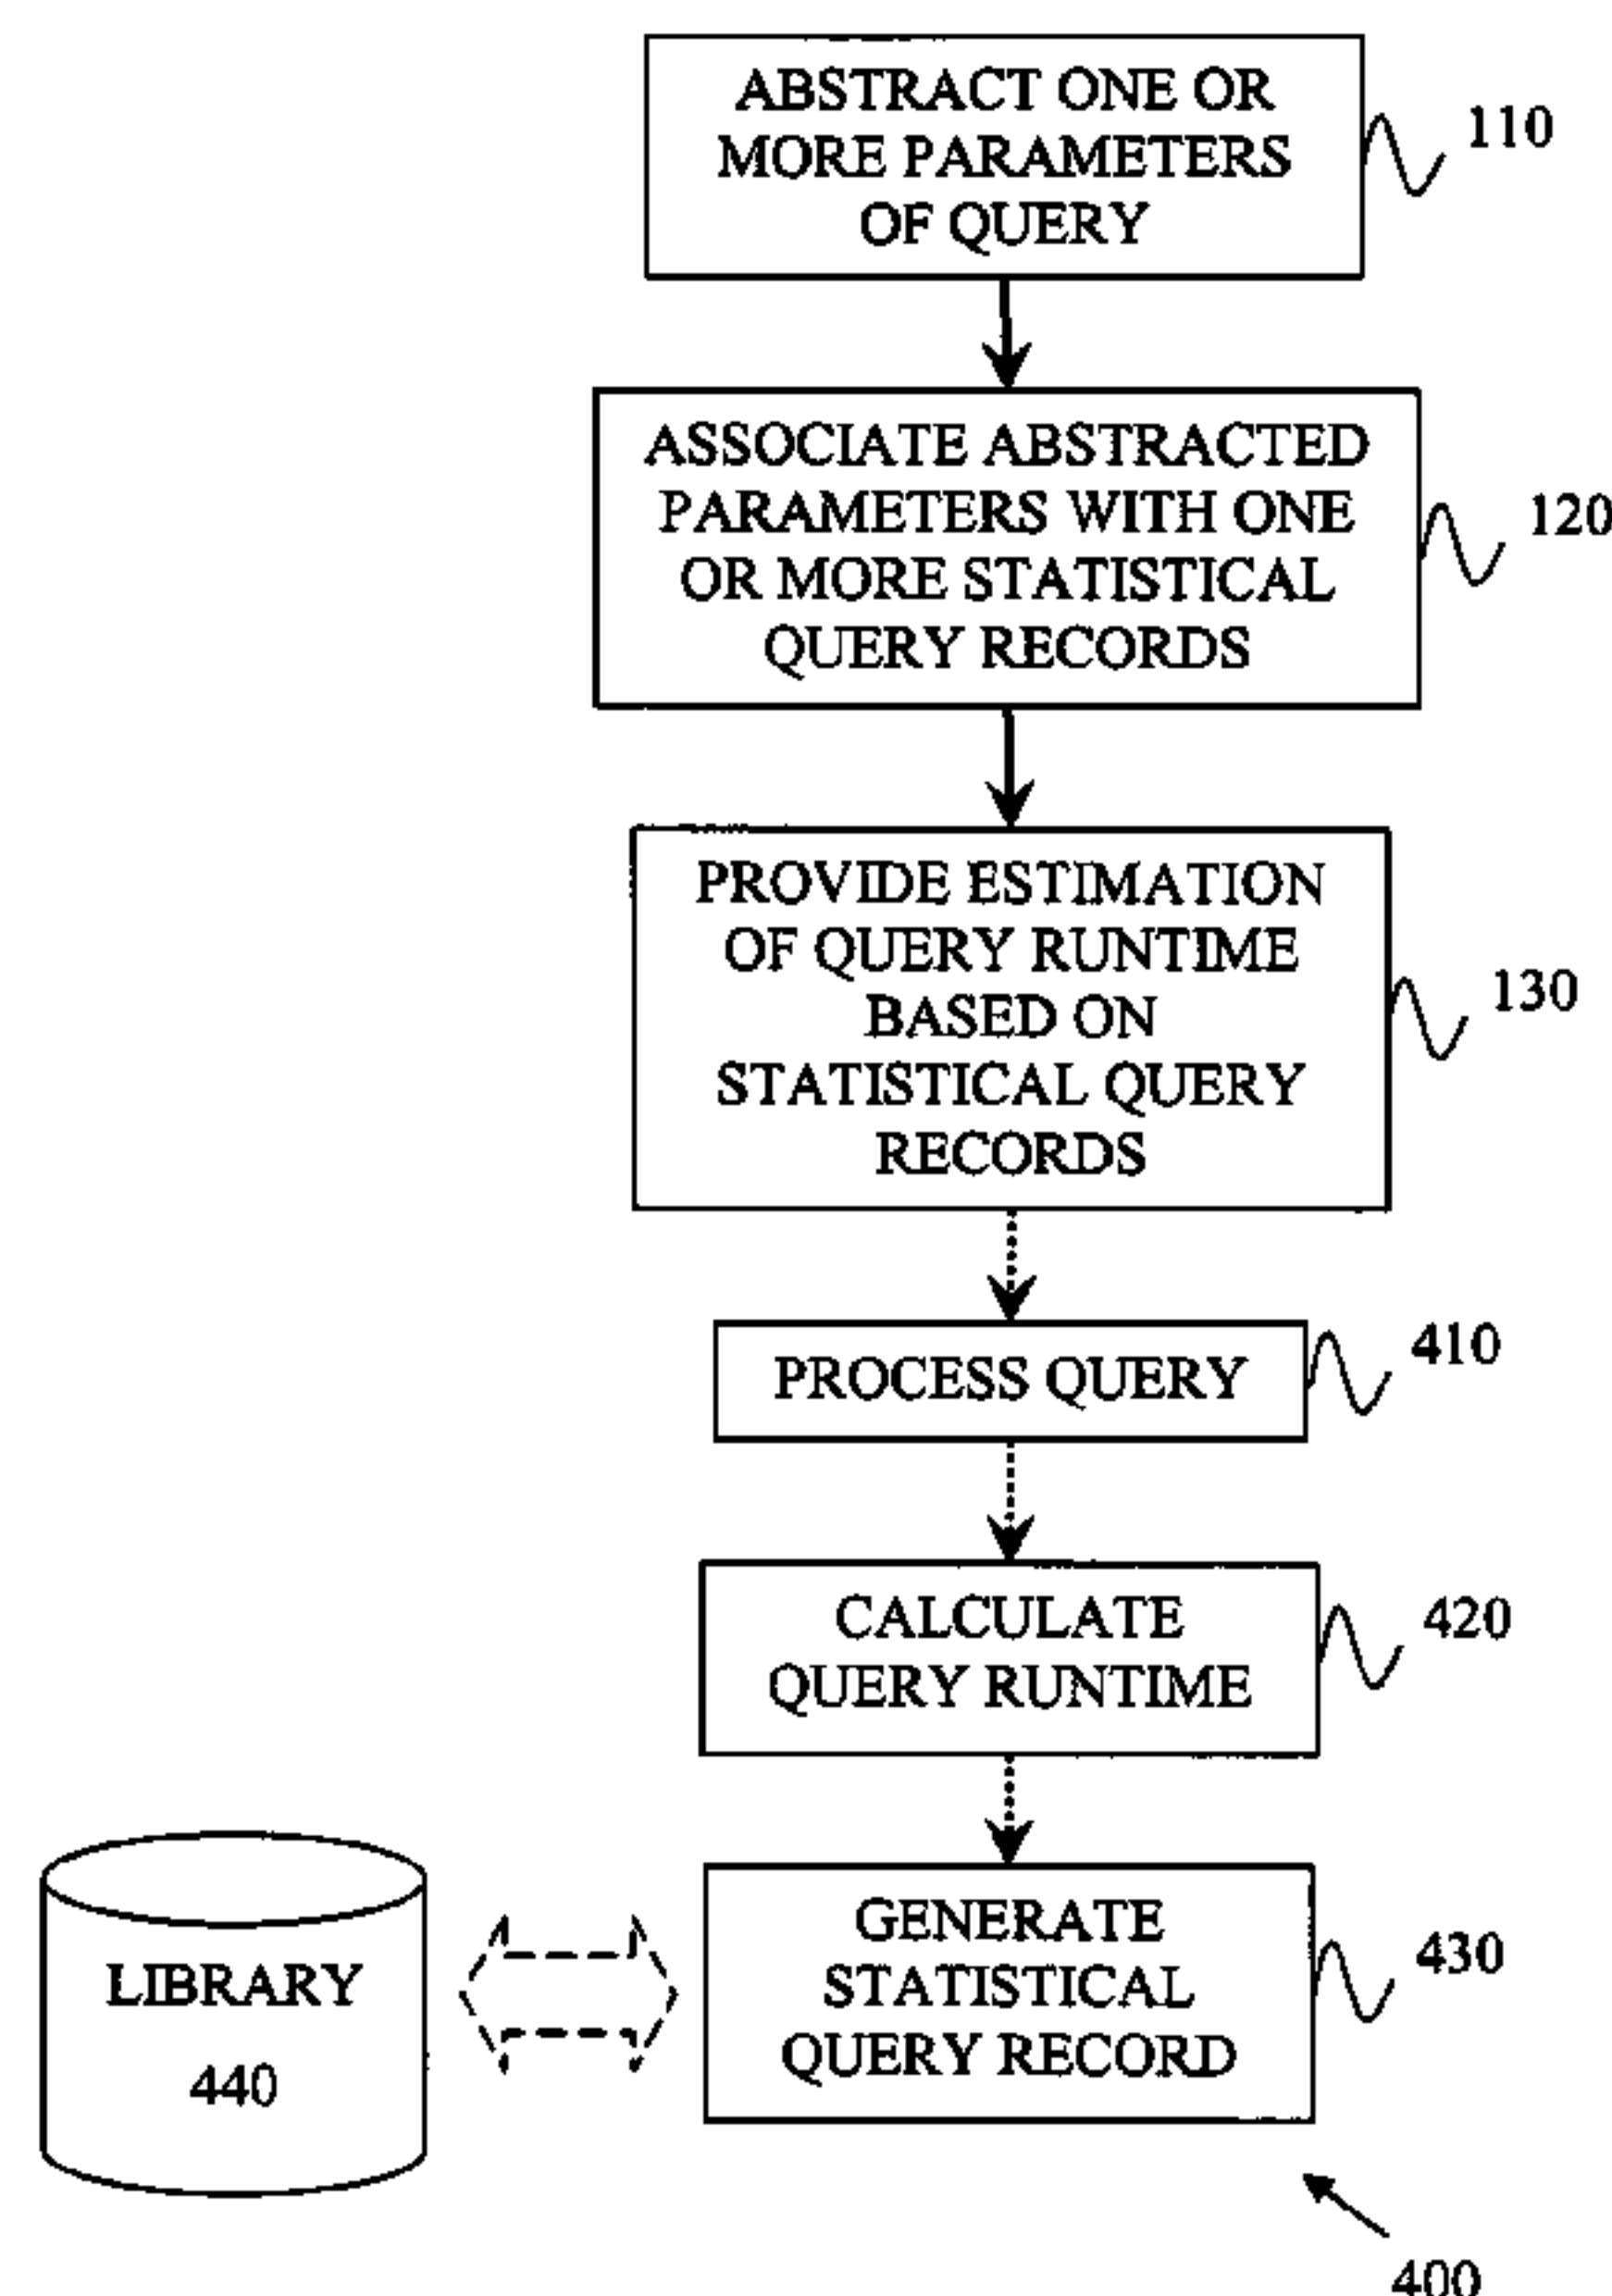 ABSTRACT ONE OR
MORE PARAMETERS
OF QUERY
110
ASSOCIATE ABSTRACTED
PARAMETERS WITH ONE
OR MORE STATISTICAL
QUERY RECORDS
120
PROVIDE ESTIMATION
OF QUERY RUNTIME
BASED ON
STATISTICAL QUERY
RECORDS
130
PROCESS QUERY
410
CALCULATE
QUERY RUNTIME
420
GENERATE
STATISTICAL
QUERY RECORD
430
LIBRARY
440
400